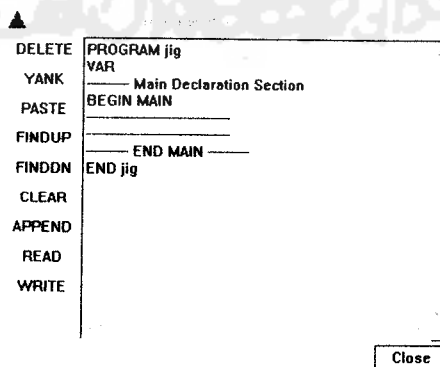 DELETE
YANK
PASTE
FINDUP
FINDDN
CLEAR
APPEND
READ
WRITE
PROGRAM jig
VAR
—— Main Declaration Section
BEGIN MAIN
—— END MAIN ——
END jig
Close